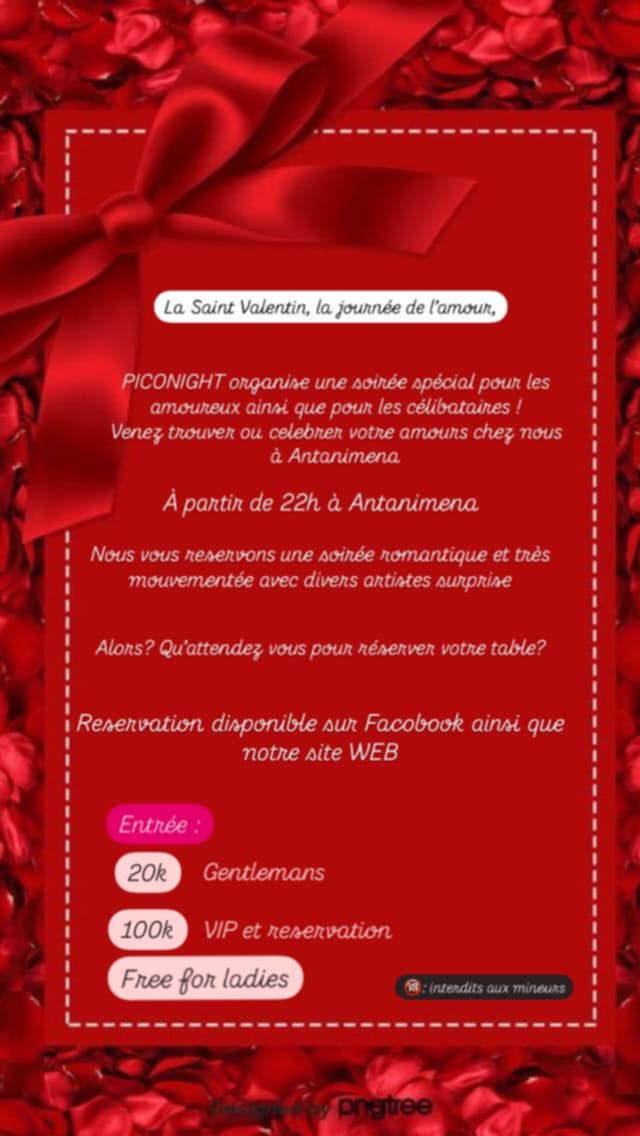 La Saint Valentin, la journée de l'amour,
PICONIGHT organise une soirée spécial pour les
amoureux ainsi que pour les célibataires !
Venez trouver ou celebrer votre amours chez nous
à Antanimena
À partir de 22h à Antanimena
Nous vous reservons une soirée romantique et très
mouvementée avec divers artistes surprise
Alors? Qu'attendez vous pour réserver votre table?
Reservation disponible sur Facobook ainsi que
notre site WEB
Entrée :
20k Gentlemans
100k VIP et reservation
Free for ladies
🔞: interdits aux mineurs
Designed by pngtree